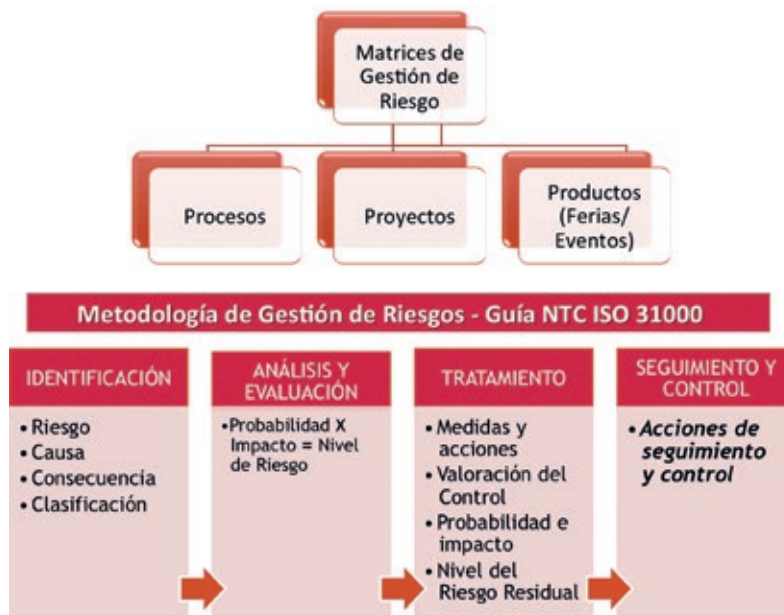 Matrices de
Gestión de
Riesgo
Procesos
Proyectos
Productos
(Ferias/
Eventos)
Metodología de Gestión de Riesgos - Guía NTC ISO 31000
IDENTIFICACIÓN
• Riesgo
• Causa
• Consecuencia
• Clasificación
ANÁLISIS Y
EVALUACIÓN
• Probabilidad X
Impacto = Nivel
de Riesgo
TRATAMIENTO
• Medidas y
acciones
• Valoración del
Control
• Probabilidad e
impacto
• Nivel del
Riesgo Residual
SEGUIMIENTO Y
CONTROL
• Acciones de
seguimiento
y control